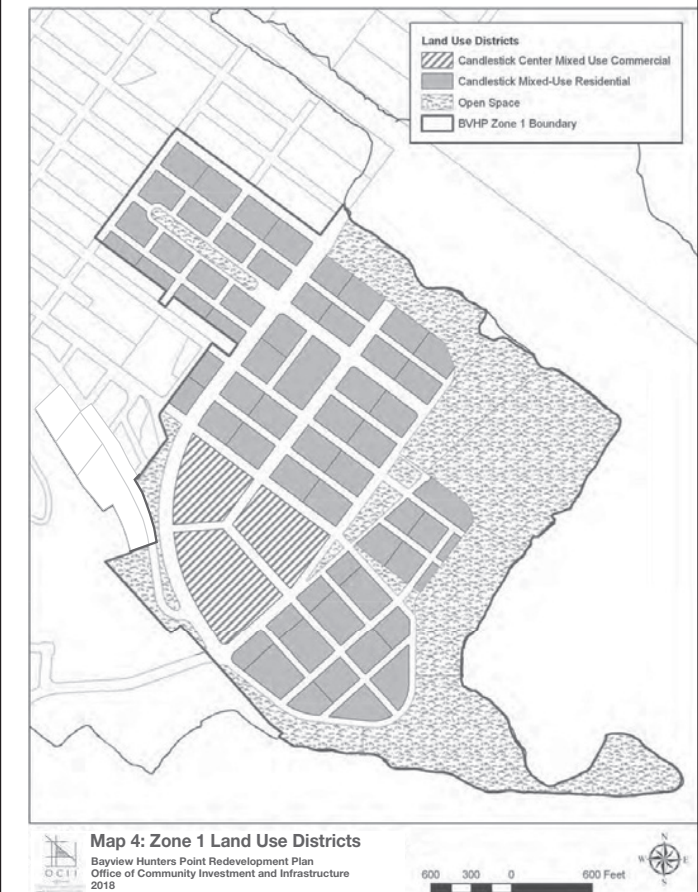 Land Use Districts
Candlestick Center Mixed Use Commercial
Candlestick Mixed-Use Residential
Open Space
BVHP Zone 1 Boundary
OCII
Map 4: Zone 1 Land Use Districts
Bayview Hunters Point Redevelopment Plan
Office of Community Investment and Infrastructure
2018
600 300 0 600 Feet
N
W E
S